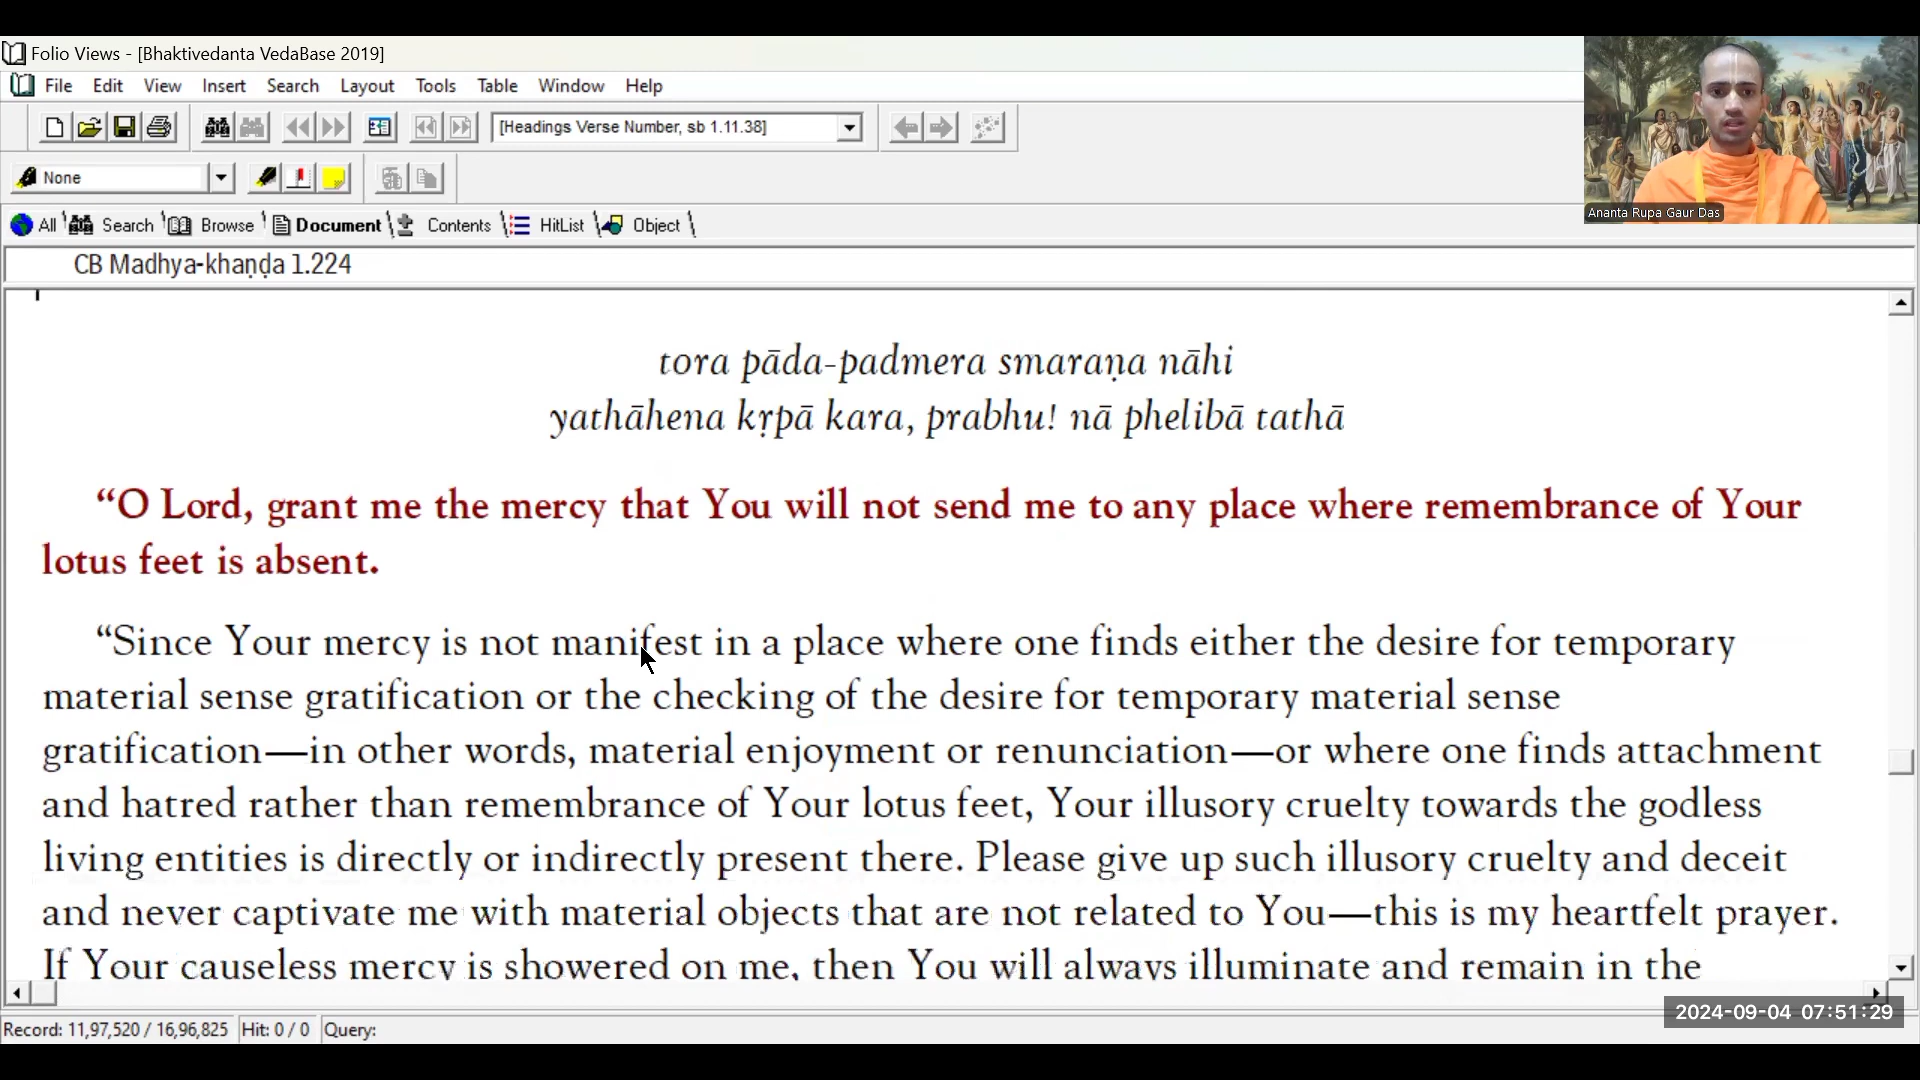 Folio Views - [Bhaktivedanta VedaBase 2019]
File Edit View Insert Search Layout Tools Table Window Help
[Headings Verse Number, sb 1.11.38]
None
All Search Browse Document Contents HitList Object
Ananta Rupa Gaur Das
CB Madhya-khaṇḍa 1.224
tora pāda-padmera smaraṇa nāhi
yathāhena kṛpā kara, prabhu! nā phelibā tathā
“O Lord, grant me the mercy that You will not send me to any place where remembrance of Your
lotus feet is absent.
“Since Your mercy is not manifest in a place where one finds either the desire for temporary
material sense gratification or the checking of the desire for temporary material sense
gratification—in other words, material enjoyment or renunciation—or where one finds attachment
and hatred rather than remembrance of Your lotus feet, Your illusory cruelty towards the godless
living entities is directly or indirectly present there. Please give up such illusory cruelty and deceit
and never captivate me with material objects that are not related to You—this is my heartfelt prayer.
If Your causeless mercy is showered on me, then You will always illuminate and remain in the
2024-09-04 07:51:29
Record: 11,97,520 / 16,96,825 Hit: 0 / 0 Query: